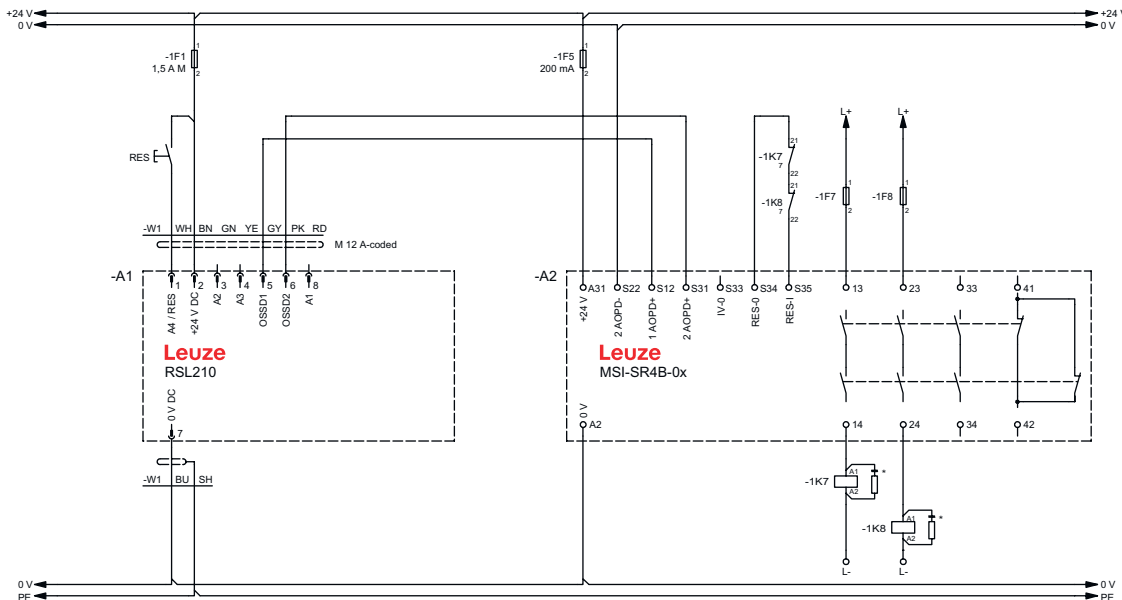 +24 V +24 V
0 V 0 V
-1F1 1 2
1,5 A M
-1F5 1 2
200 mA
L+ L+
RES
-1K7 21 22 7
-1K8 21 22 7
-1F7 1 2
-1F8 1 2
-W1 WH BN GN YE GY PK RD
M 12 A-coded
-A1
1 2 3 4 5 6 8
A4 / RES
+24 V DC
A2
A3
OSSD1
OSSD2
A1
Leuze
RSL210
0 V DC
7
-W1 BU SH
-A2
A31 S22 S12 S31 S33 S34 S35 13 23 33 41
+24 V
2 AOPD-
1 AOPD+
2 AOPD+
IV-0
RES-0
RES-I
Leuze
MSI-SR4B-0x
0 V
A2 14 24 34 42
-1K7 A1 A2 *
-1K8 A1 A2 *
L- L-
0 V 0 V
PE PE